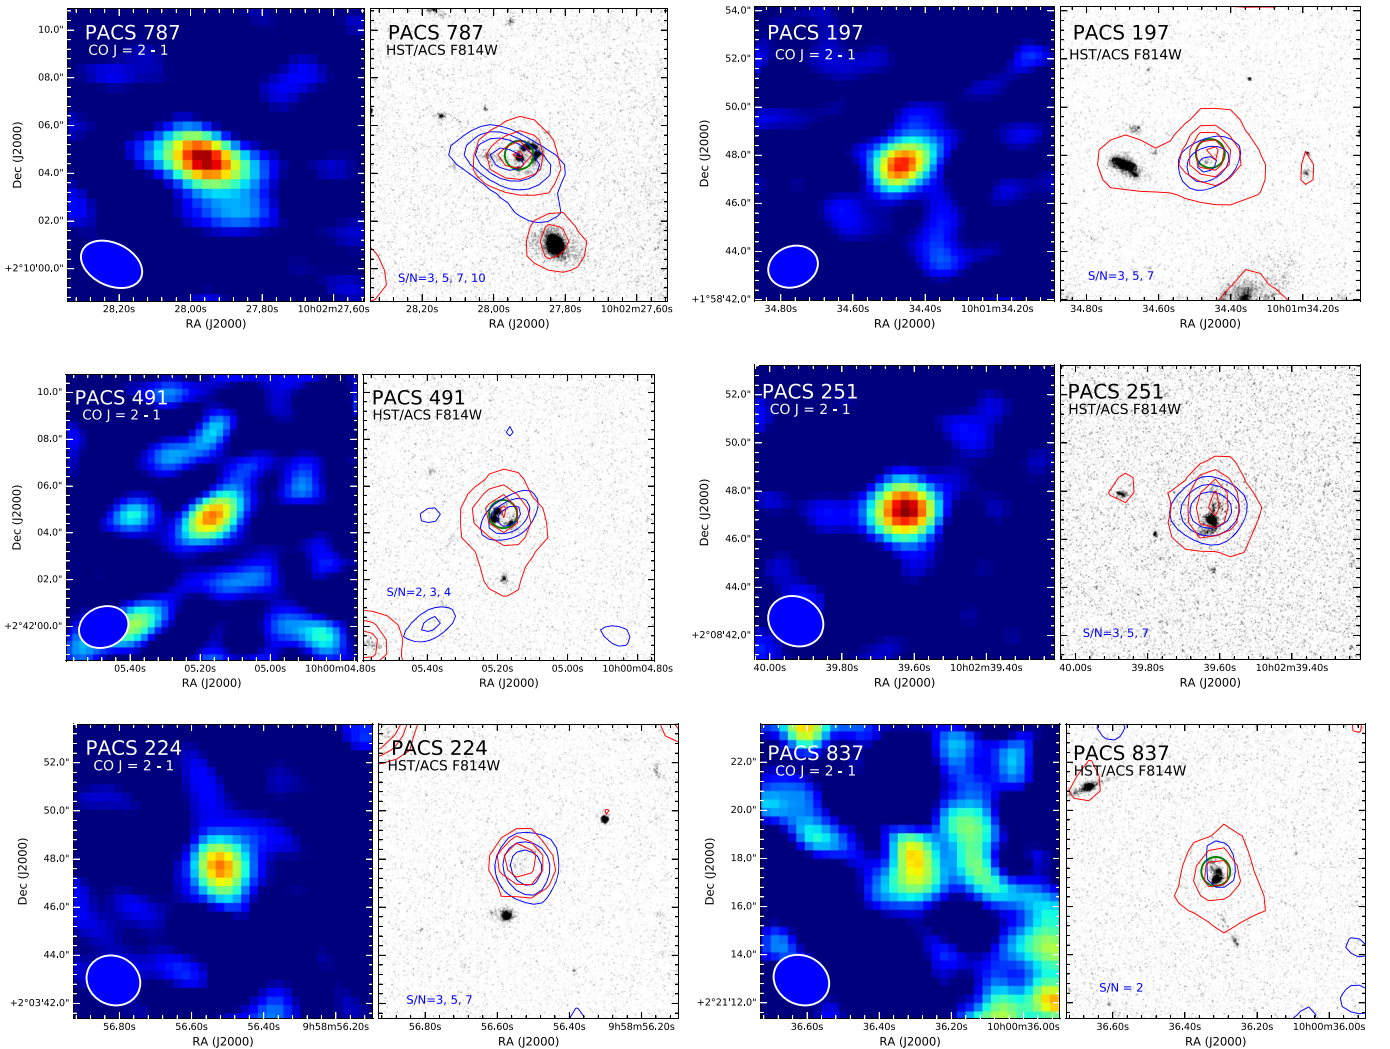 PACS 787
CO J = 2 - 1
PACS 787
HST/ACS F814W
S/N=3, 5, 7, 10
10.0"
08.0"
06.0"
04.0"
02.0"
+2°10'00.0"
Dec (J2000)
28.20s 28.00s 27.80s 10h02m27.60s
28.20s 28.00s 27.80s 10h02m27.60s
RA (J2000)
RA (J2000)
PACS 197
CO J = 2 - 1
PACS 197
HST/ACS F814W
S/N=3, 5, 7
54.0"
52.0"
50.0"
48.0"
46.0"
44.0"
+1°58'42.0"
Dec (J2000)
34.60s 34.40s 10h01m34.20s
34.60s 34.40s 10h01m34.20s
RA (J2000)
RA (J2000)
PACS 491
CO J = 2 - 1
PACS 491
HST/ACS F814W
S/N=2, 3, 4
10.0"
08.0"
06.0"
04.0"
02.0"
+2°42'00.0"
Dec (J2000)
05.40s 05.20s 05.00s 10h00m04.80s
05.40s 05.20s 05.00s 10h00m04.80s
RA (J2000)
RA (J2000)
PACS 251
CO J = 2 - 1
PACS 251
HST/ACS F814W
S/N=3, 5, 7
52.0"
50.0"
48.0"
46.0"
44.0"
+2°08'42.0"
Dec (J2000)
40.00s 39.80s 39.60s 10h02m39.40s
40.00s 39.80s 39.60s 10h02m39.40s
RA (J2000)
RA (J2000)
PACS 224
CO J = 2 - 1
PACS 224
HST/ACS F814W
S/N=3, 5, 7
52.0"
50.0"
48.0"
46.0"
44.0"
+2°03'42.0"
Dec (J2000)
56.80s 56.60s 56.40s 9h58m56.20s
56.80s 56.60s 56.40s 9h58m56.20s
RA (J2000)
RA (J2000)
PACS 837
CO J = 2 - 1
PACS 837
HST/ACS F814W
S/N = 2
22.0"
20.0"
18.0"
16.0"
14.0"
+2°21'12.0"
Dec (J2000)
36.60s 36.40s 36.20s 10h00m36.00s
36.60s 36.40s 36.20s 10h00m36.00s
RA (J2000)
RA (J2000)